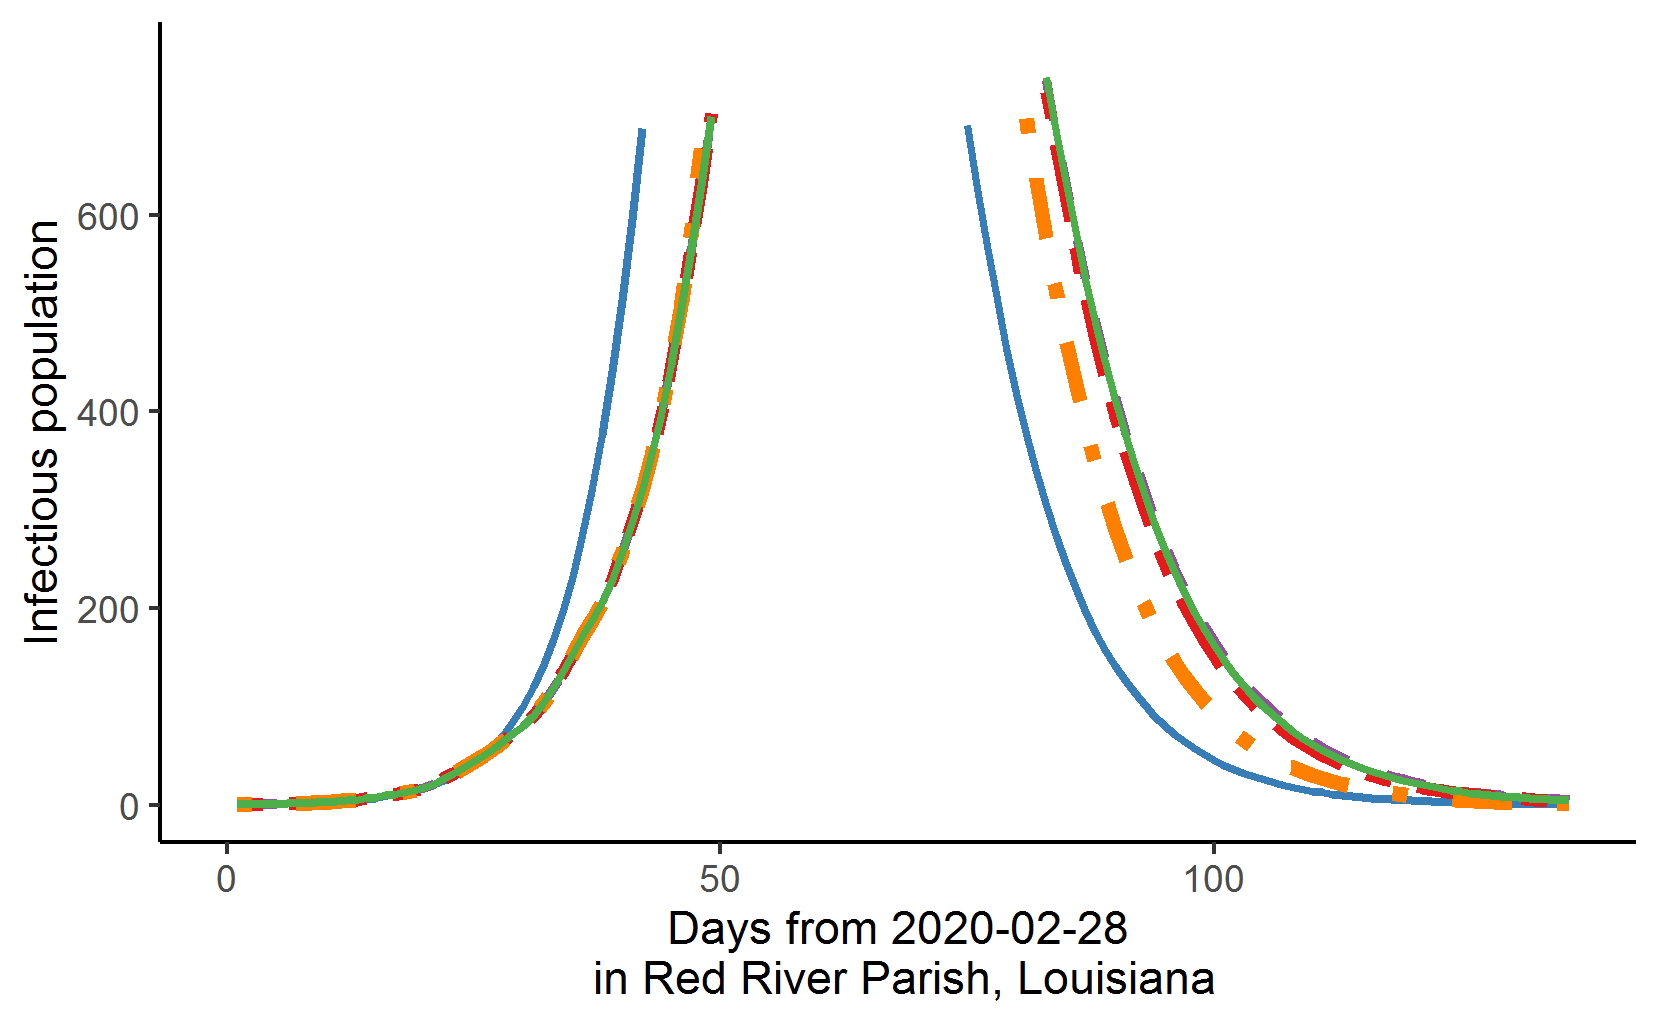 Infectious population
600
400
200
0
0 50 100
Days from 2020-02-28
in Red River Parish, Louisiana